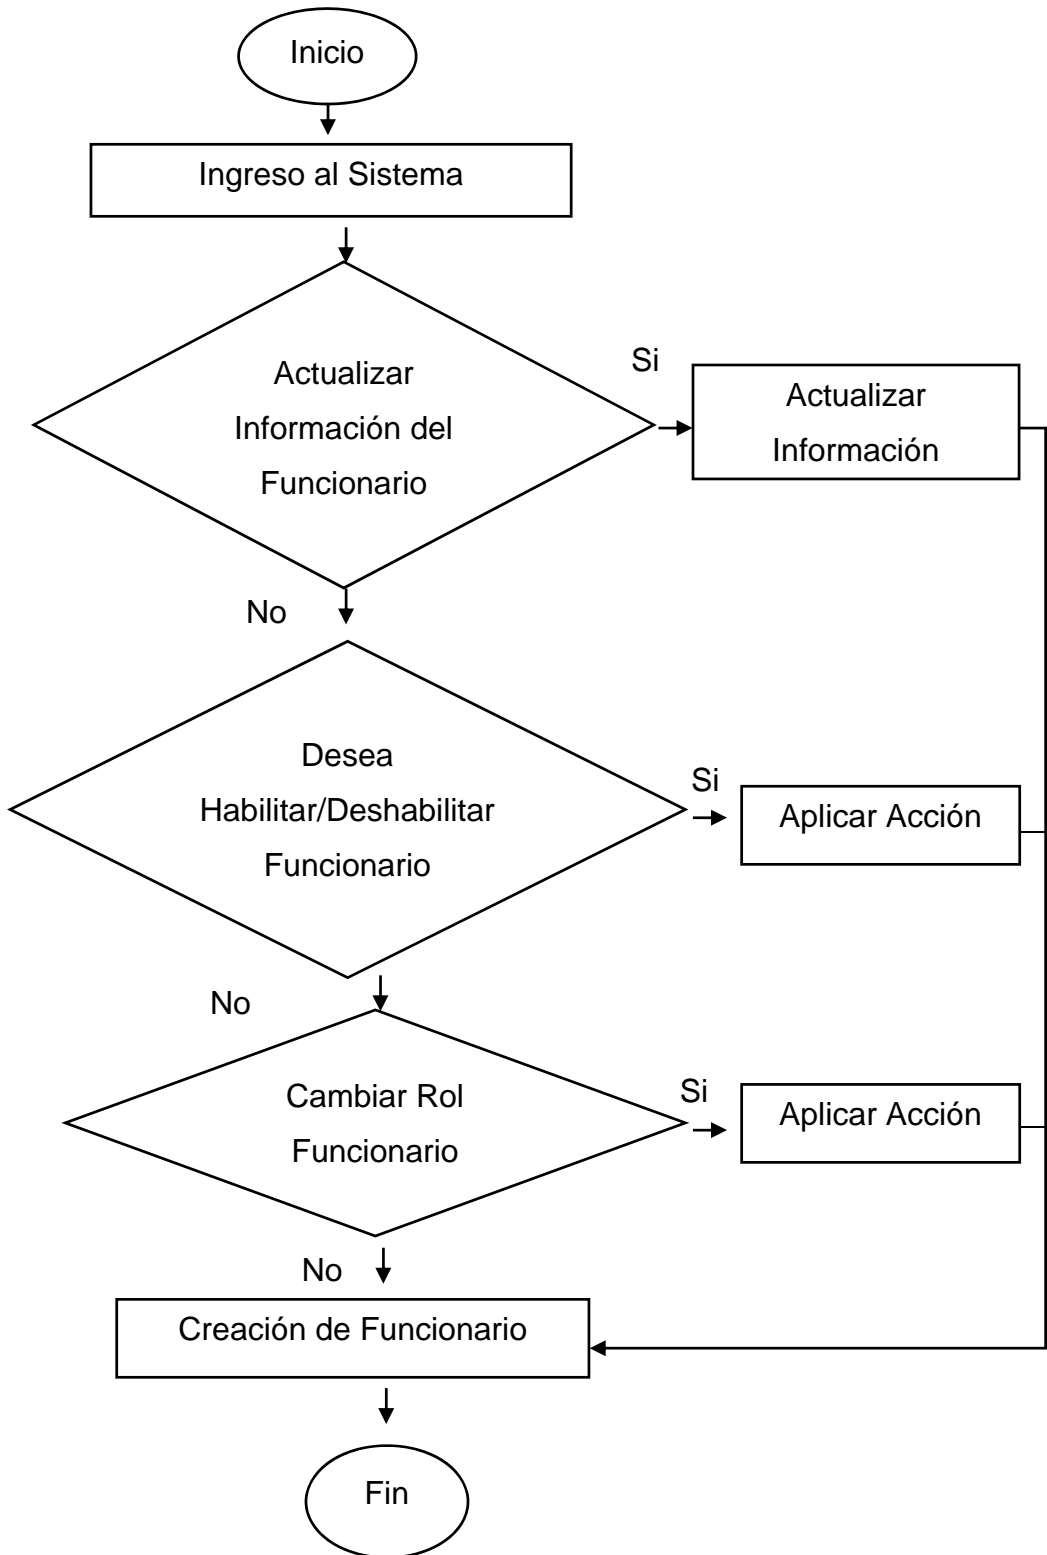 Inicio
Ingreso al Sistema
Actualizar
Información del
Funcionario
Si
Actualizar
Información
No
Desea
Habilitar/Deshabilitar
Funcionario
Si
Aplicar Acción
No
Cambiar Rol
Funcionario
Si
Aplicar Acción
No
Creación de Funcionario
Fin